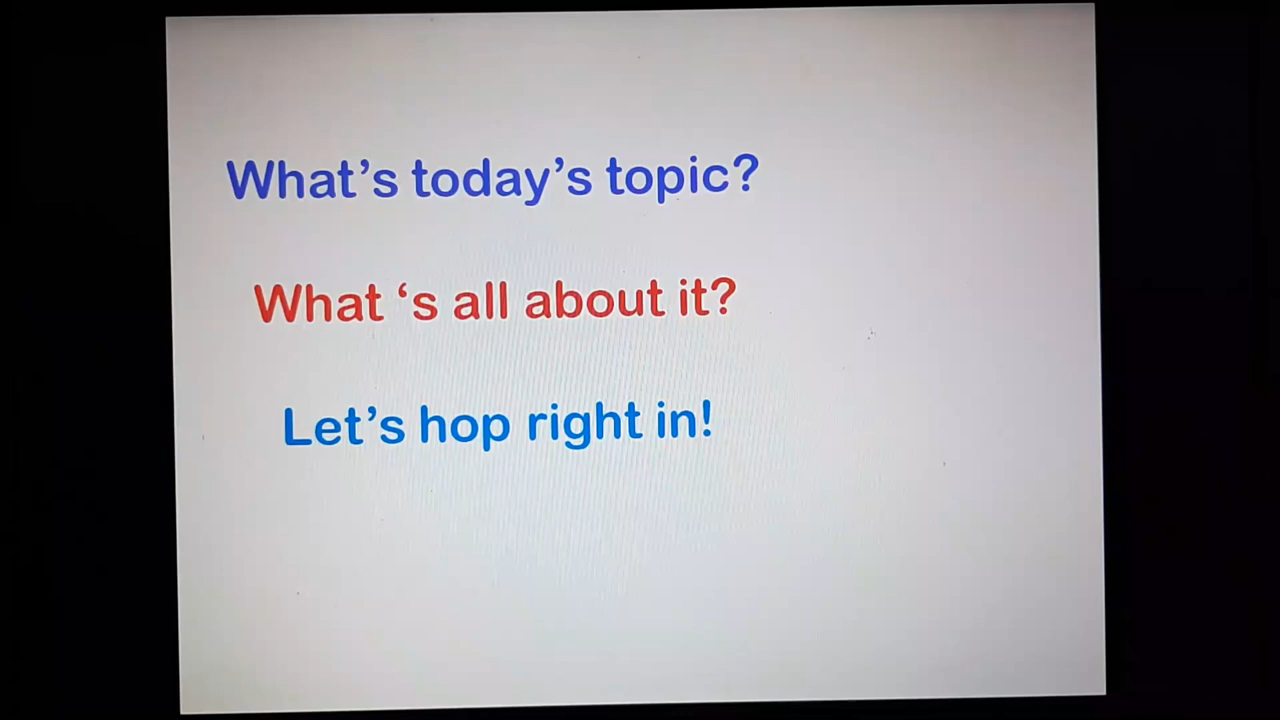 What’s today’s topic?
What ‘s all about it?
Let’s hop right in!